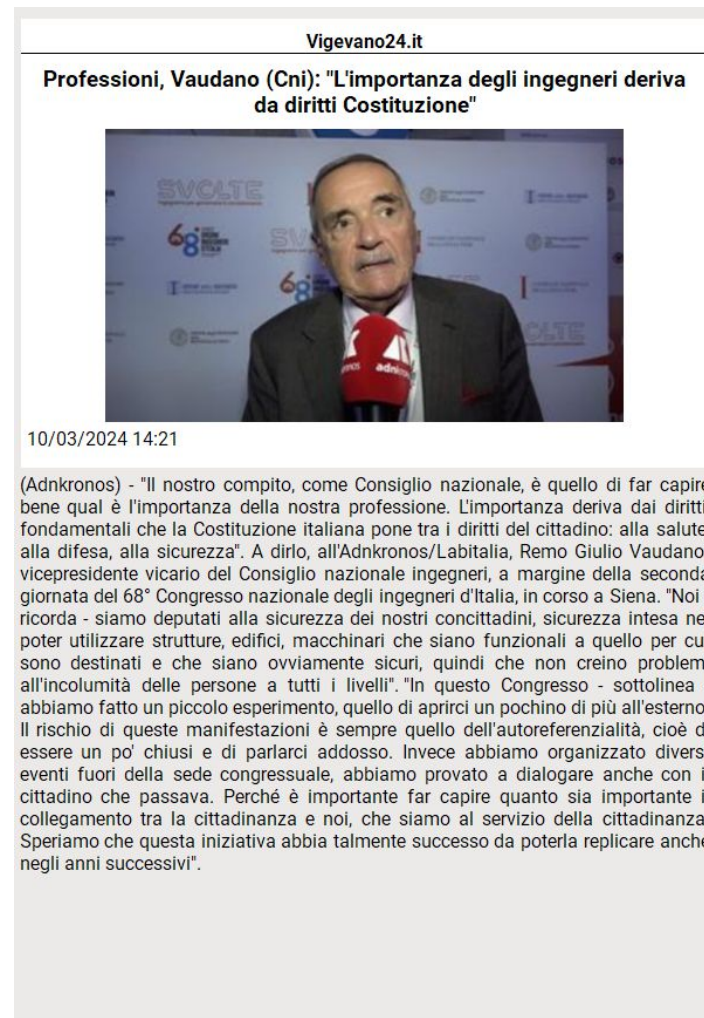 Vigevano24.it
Professioni, Vaudano (Cni): "L'importanza degli ingegneri deriva
da diritti Costituzione"
SVOLTE
68°
SV
68°
OLTE
adnkronos
10/03/2024 14:21
(Adnkronos) - "Il nostro compito, come Consiglio nazionale, è quello di far capire
bene qual è l'importanza della nostra professione. L'importanza deriva dai diritti
fondamentali che la Costituzione italiana pone tra i diritti del cittadino: alla salute
alla difesa, alla sicurezza". A dirlo, all'Adnkronos/Labitalia, Remo Giulio Vaudano
vicepresidente vicario del Consiglio nazionale ingegneri, a margine della seconda
giornata del 68° Congresso nazionale degli ingegneri d'Italia, in corso a Siena. "Noi
ricorda - siamo deputati alla sicurezza dei nostri concittadini, sicurezza intesa ne
poter utilizzare strutture, edifici, macchinari che siano funzionali a quello per cu
sono destinati e che siano ovviamente sicuri, quindi che non creino problem
all'incolumità delle persone a tutti i livelli". "In questo Congresso - sottolinea
abbiamo fatto un piccolo esperimento, quello di aprirci un pochino di più all'esterno
Il rischio di queste manifestazioni è sempre quello dell'autoreferenzialità, cioè d
essere un po' chiusi e di parlarci addosso. Invece abbiamo organizzato divers
eventi fuori della sede congressuale, abbiamo provato a dialogare anche con i
cittadino che passava. Perché è importante far capire quanto sia importante i
collegamento tra la cittadinanza e noi, che siamo al servizio della cittadinanza
Speriamo che questa iniziativa abbia talmente successo da poterla replicare anche
negli anni successivi".